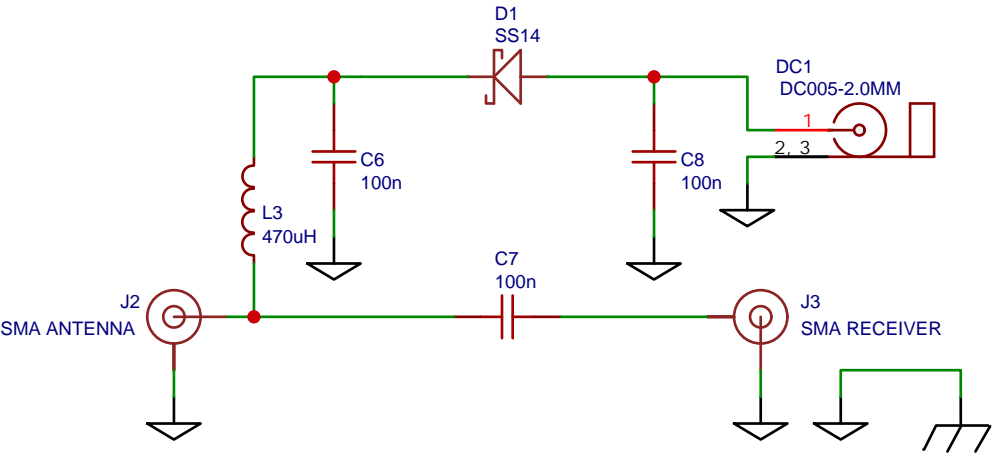 D1
SS14
DC1
DC005-2.0MM
1
2, 3
C6
100n
C8
100n
L3
470uH
C7
100n
J2
SMA ANTENNA
J3
SMA RECEIVER